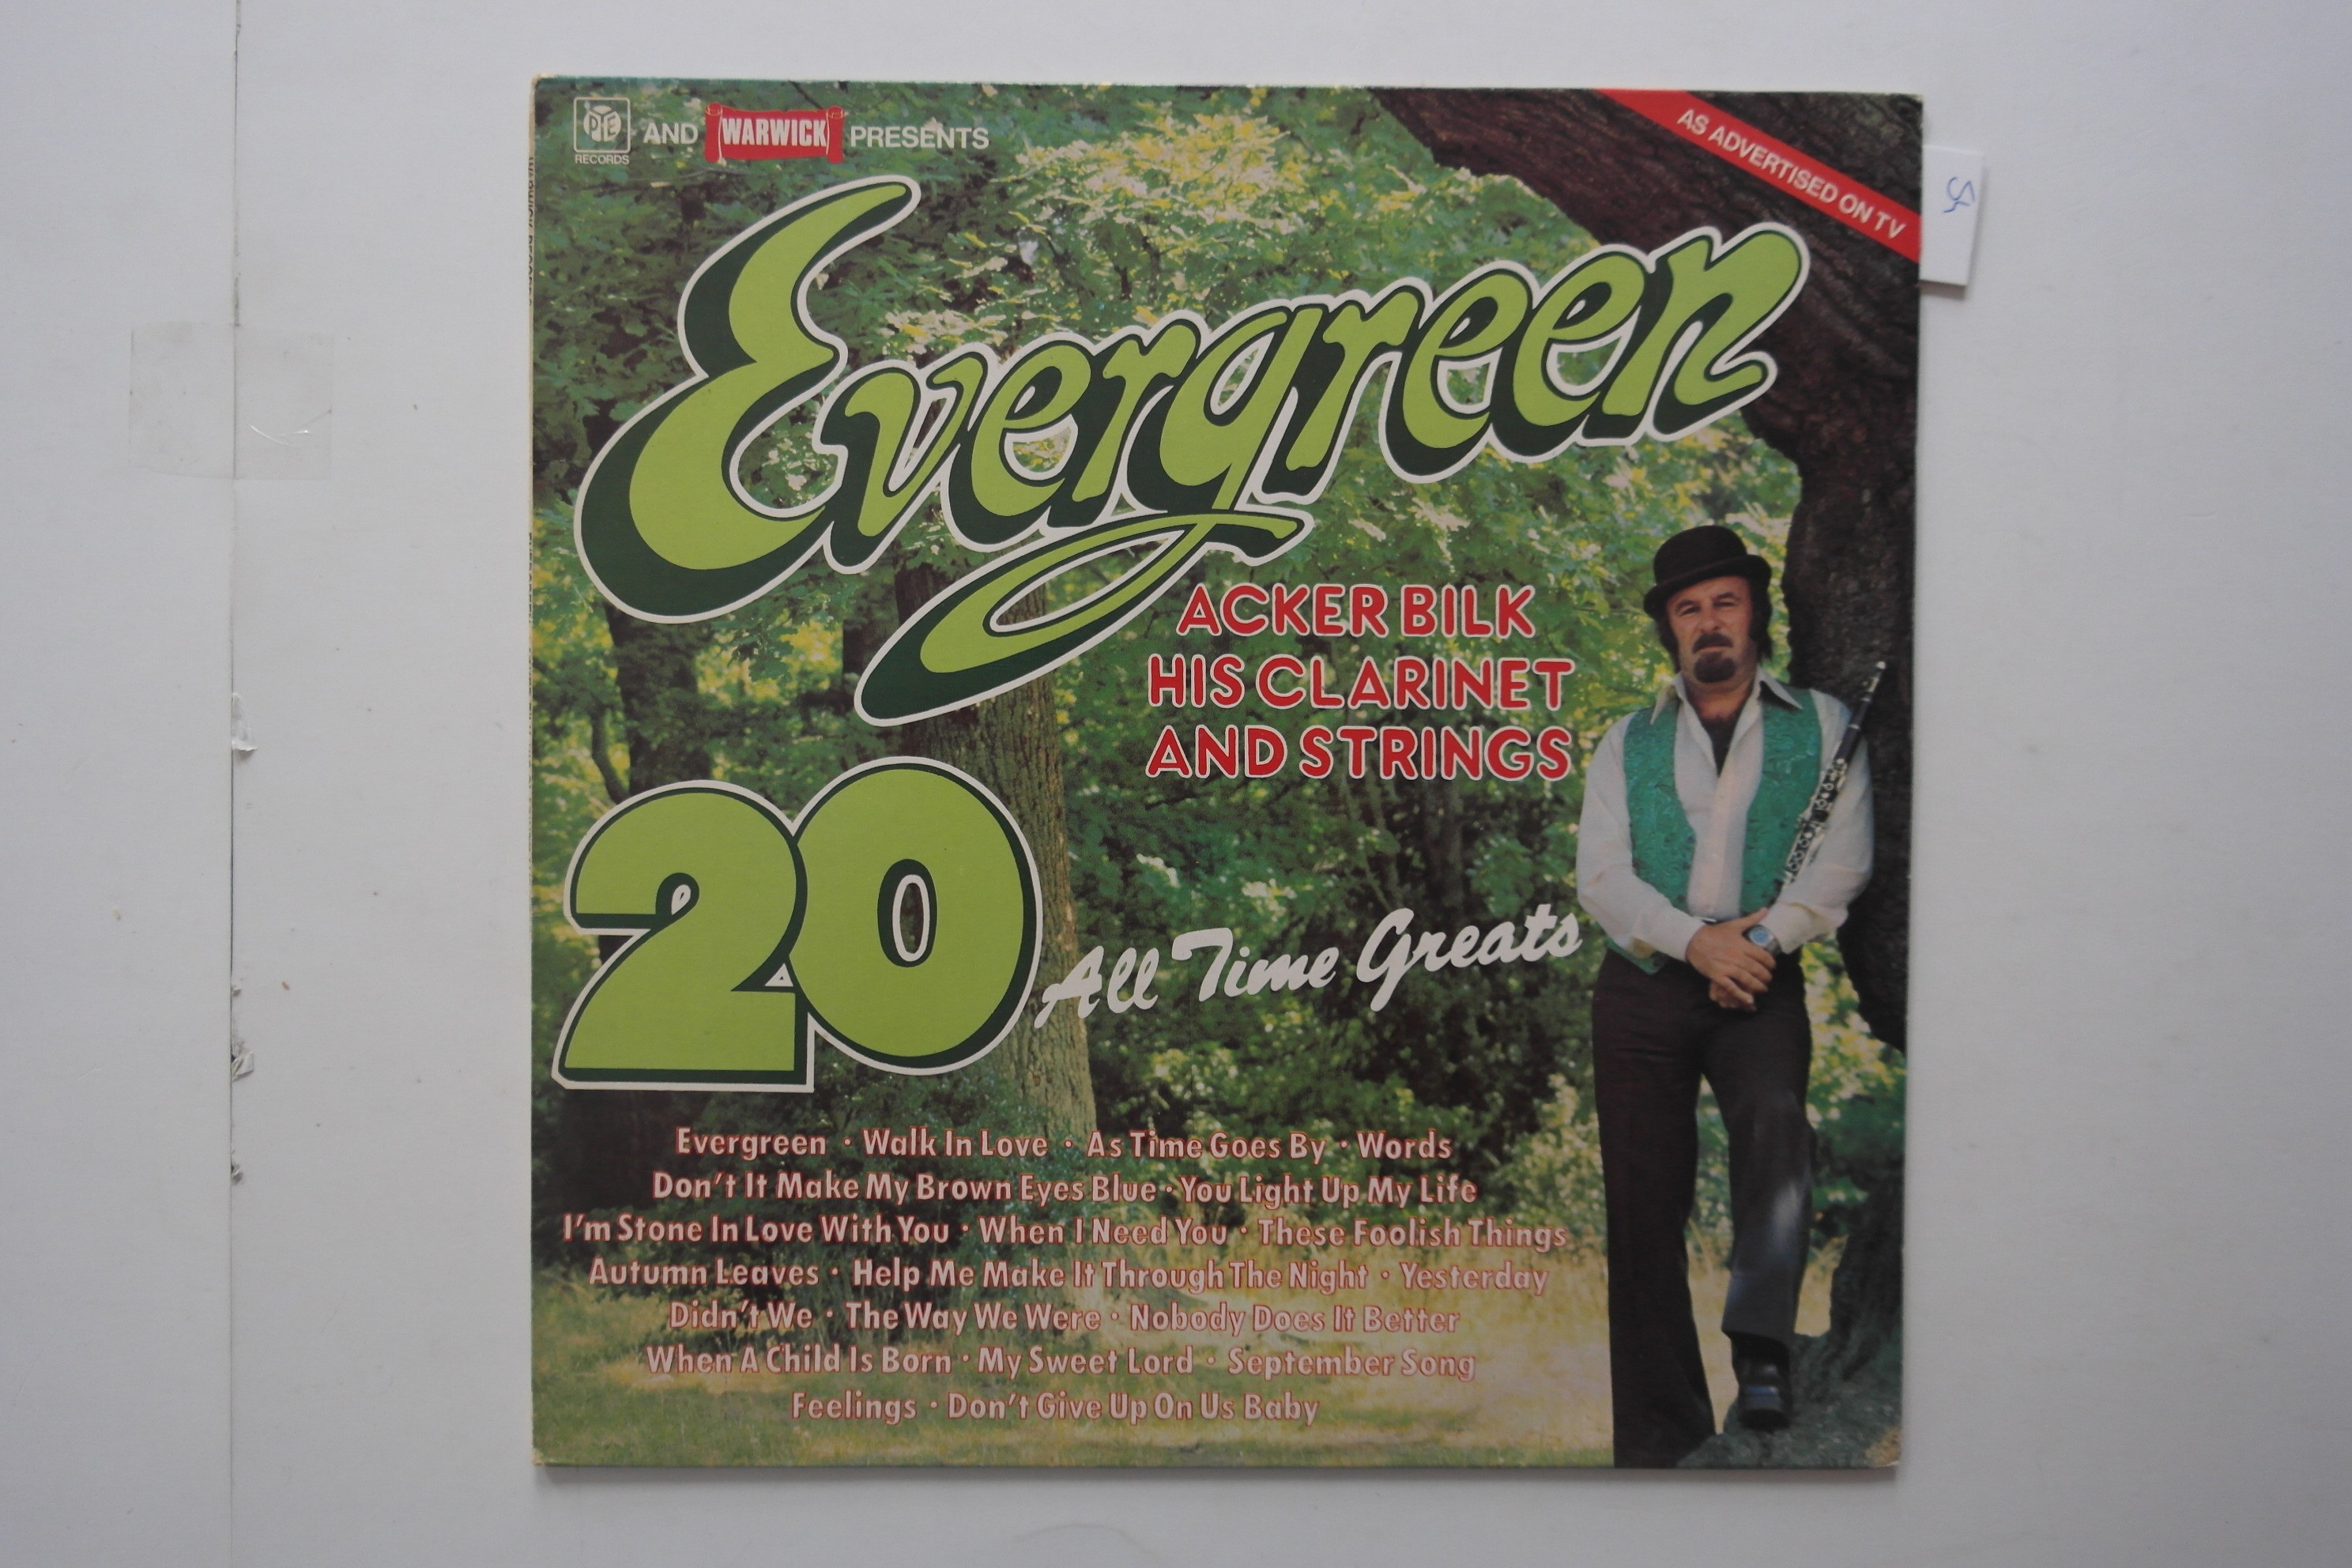 PYE RECORDS AND WARWICK PRESENTS
AS ADVERTISED ON TV
Evergreen
ACKER BILK
HIS CLARINET
AND STRINGS
20 All Time Greats
Evergreen · Walk In Love · As Time Goes By · Words
Don't It Make My Brown Eyes Blue · You Light Up My Life
I'm Stone In Love With You · When I Need You · These Foolish Things
Autumn Leaves · Help Me Make It Through The Night · Yesterday
Didn't We · The Way We Were · Nobody Does It Better
When A Child Is Born · My Sweet Lord · September Song
Feelings · Don't Give Up On Us Baby